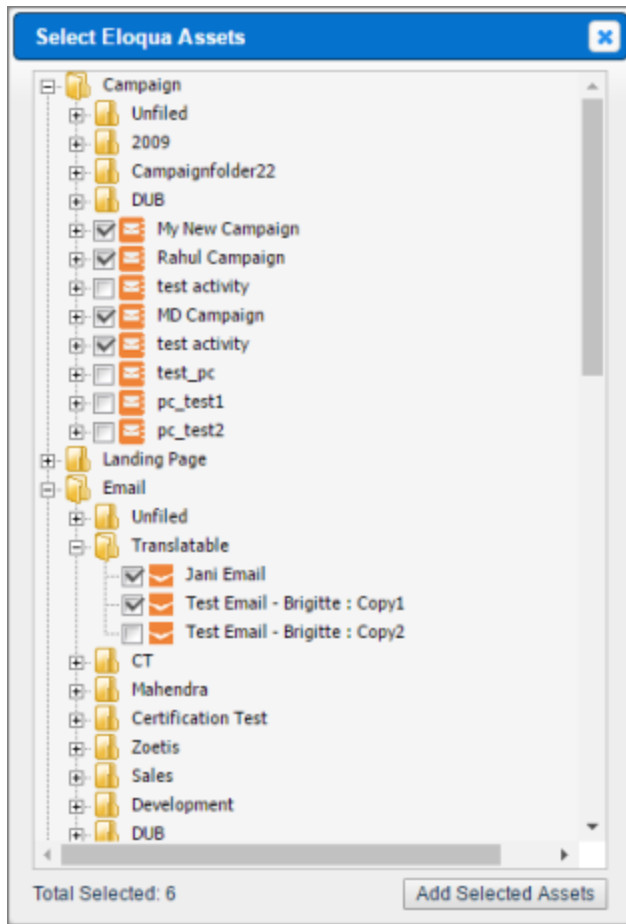 Select Eloqua Assets
Campaign
Unfiled
2009
Campaignfolder22
DUB
My New Campaign
Rahul Campaign
test activity
MD Campaign
test activity
test_pc
pc_test1
pc_test2
Landing Page
Email
Unfiled
Translatable
Jani Email
Test Email - Brigitte : Copy1
Test Email - Brigitte : Copy2
CT
Mahendra
Certification Test
Zoetis
Sales
Development
DUB
Total Selected: 6
Add Selected Assets